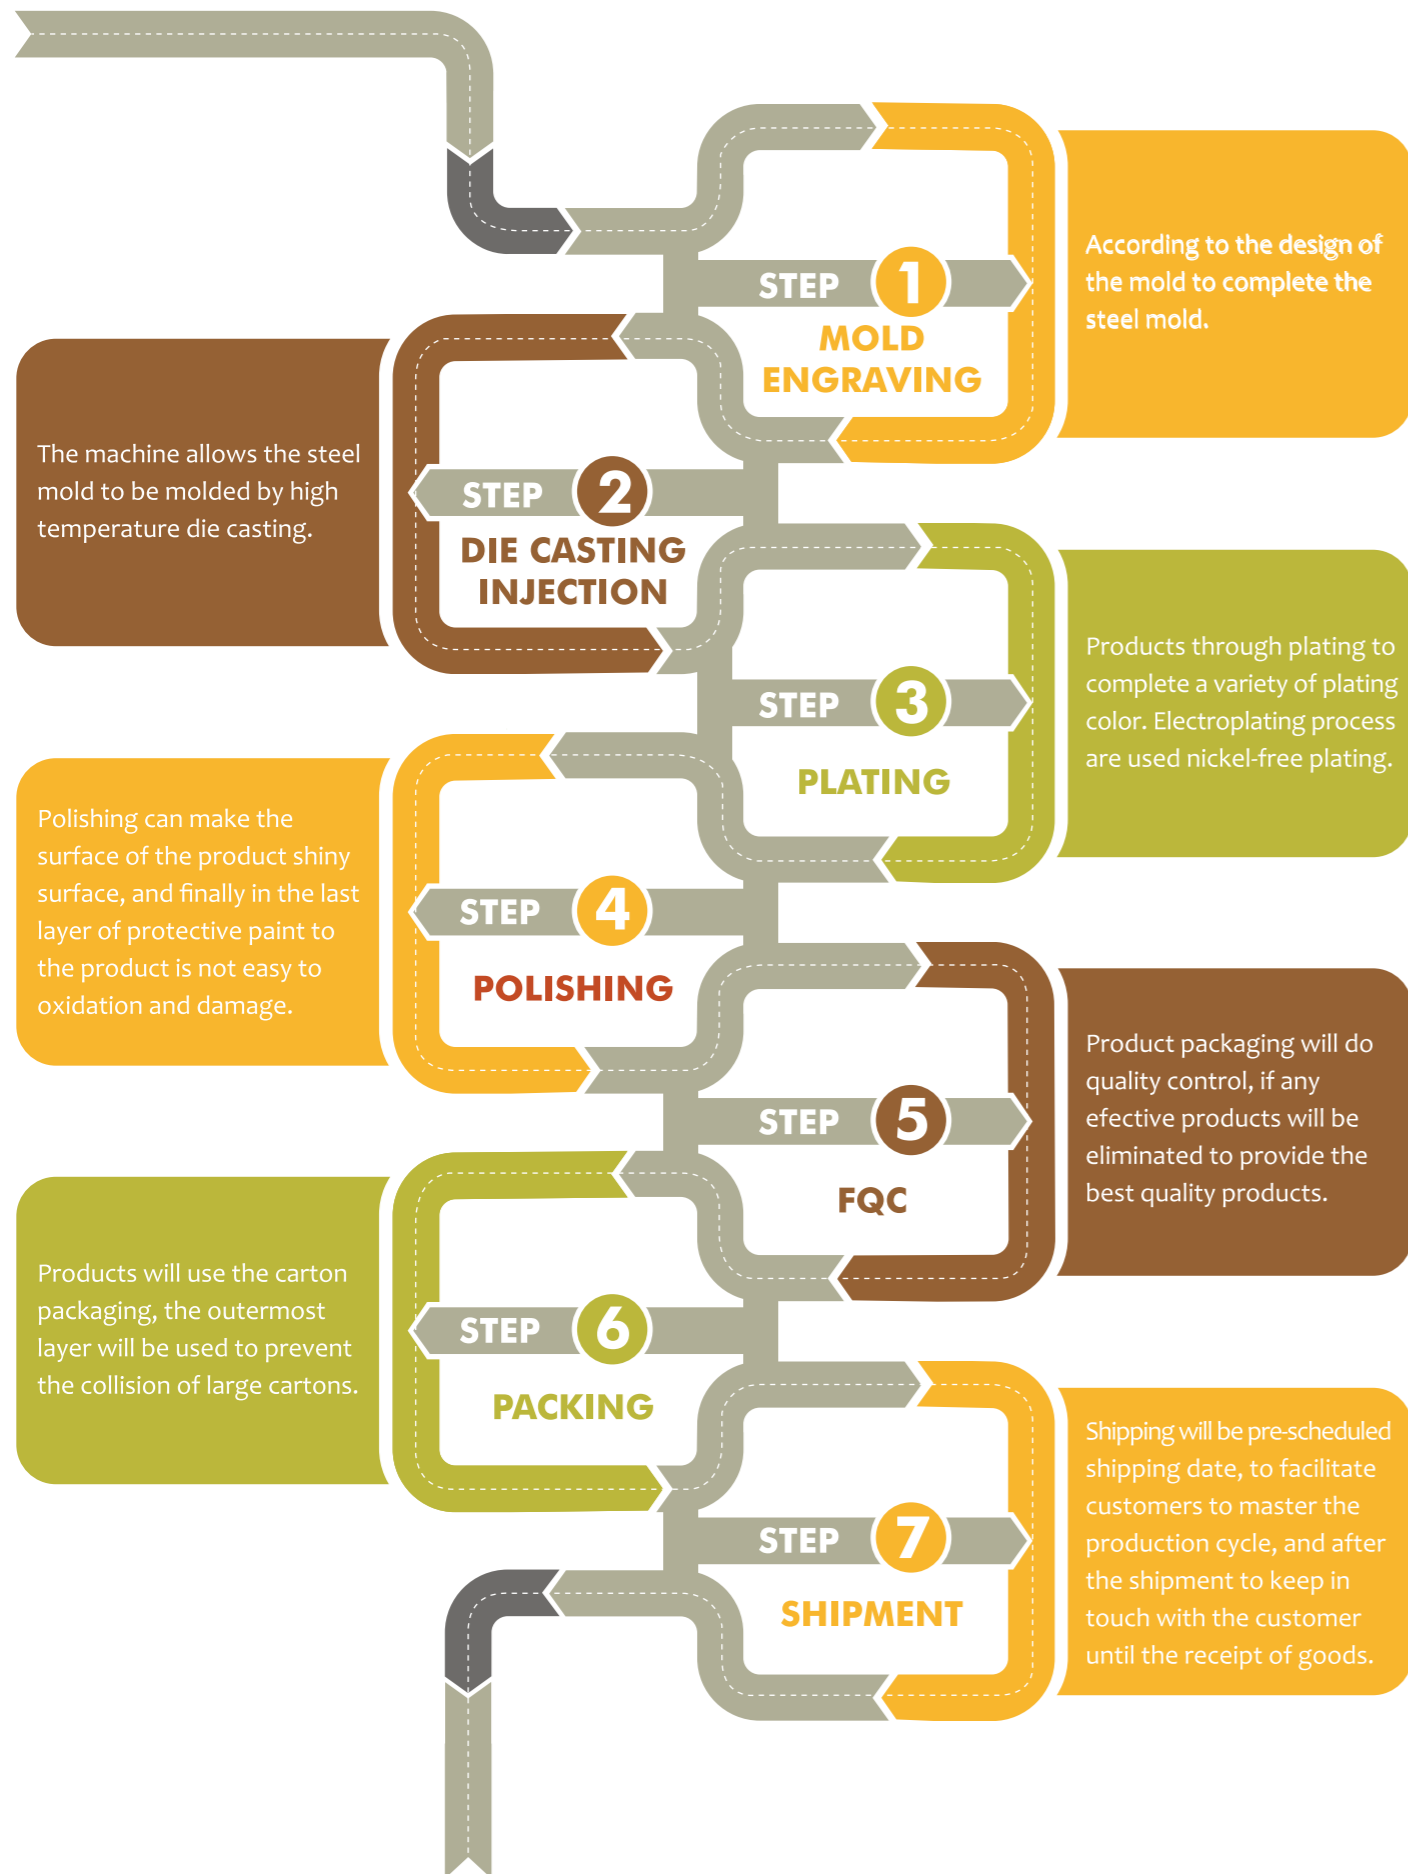 STEP 1
MOLD
ENGRAVING
According to the design of
the mold to complete the
steel mold.
STEP 2
DIE CASTING
INJECTION
The machine allows the steel
mold to be molded by high
temperature die casting.
STEP 3
PLATING
Products through plating to
complete a variety of plating
color. Electroplating process
are used nickel-free plating.
STEP 4
POLISHING
Polishing can make the
surface of the product shiny
surface, and finally in the last
layer of protective paint to
the product is not easy to
oxidation and damage.
STEP 5
FQC
Product packaging will do
quality control, if any
efective products will be
eliminated to provide the
best quality products.
STEP 6
PACKING
Products will use the carton
packaging, the outermost
layer will be used to prevent
the collision of large cartons.
STEP 7
SHIPMENT
Shipping will be pre-scheduled
shipping date, to facilitate
customers to master the
production cycle, and after
the shipment to keep in
touch with the customer
until the receipt of goods.